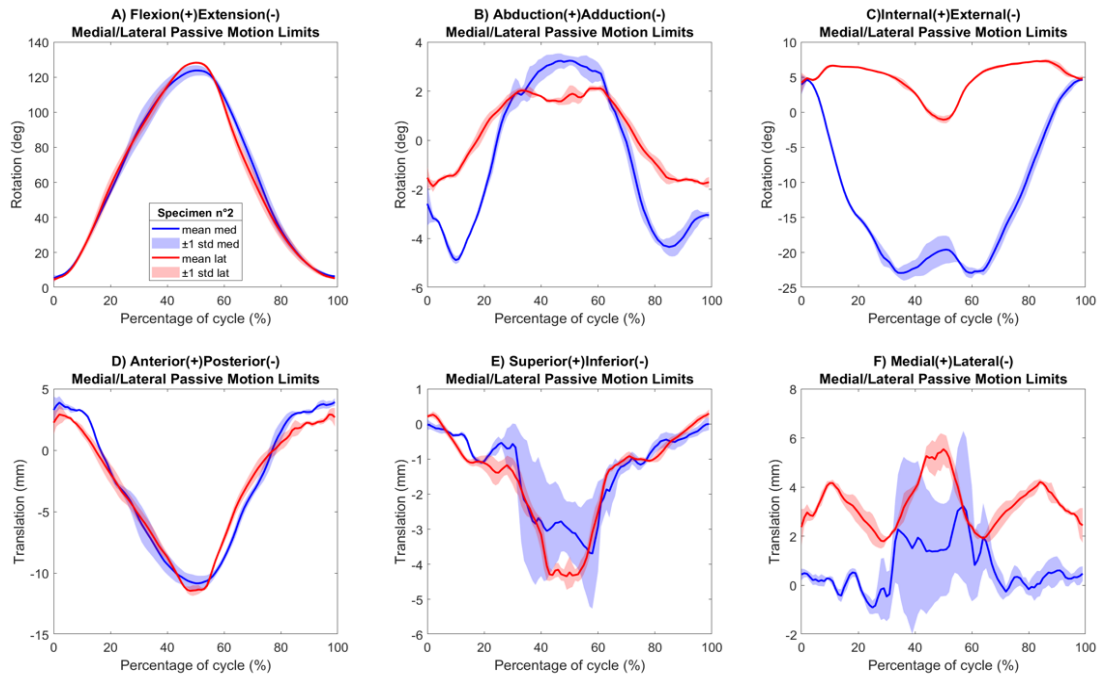 A) Flexion(+)Extension(-)
Medial/Lateral Passive Motion Limits
140
120
100
80
60
40
20
0
Rotation (deg)
0 20 40 60 80 100
Percentage of cycle (%)
Specimen n°2
mean med
±1 std med
mean lat
±1 std lat
B) Abduction(+)Adduction(-)
Medial/Lateral Passive Motion Limits
4
2
0
-2
-4
-6
Rotation (deg)
0 20 40 60 80 100
Percentage of cycle (%)
C)Internal(+)External(-)
Medial/Lateral Passive Motion Limits
10
5
0
-5
-10
-15
-20
-25
Rotation (deg)
0 20 40 60 80 100
Percentage of cycle (%)
D) Anterior(+)Posterior(-)
Medial/Lateral Passive Motion Limits
5
0
-5
-10
-15
Translation (mm)
0 20 40 60 80 100
Percentage of cycle (%)
E) Superior(+)Inferior(-)
Medial/Lateral Passive Motion Limits
1
0
-1
-2
-3
-4
-5
-6
Translation (mm)
0 20 40 60 80 100
Percentage of cycle (%)
F) Medial(+)Lateral(-)
Medial/Lateral Passive Motion Limits
8
6
4
2
0
-2
Translation (mm)
0 20 40 60 80 100
Percentage of cycle (%)